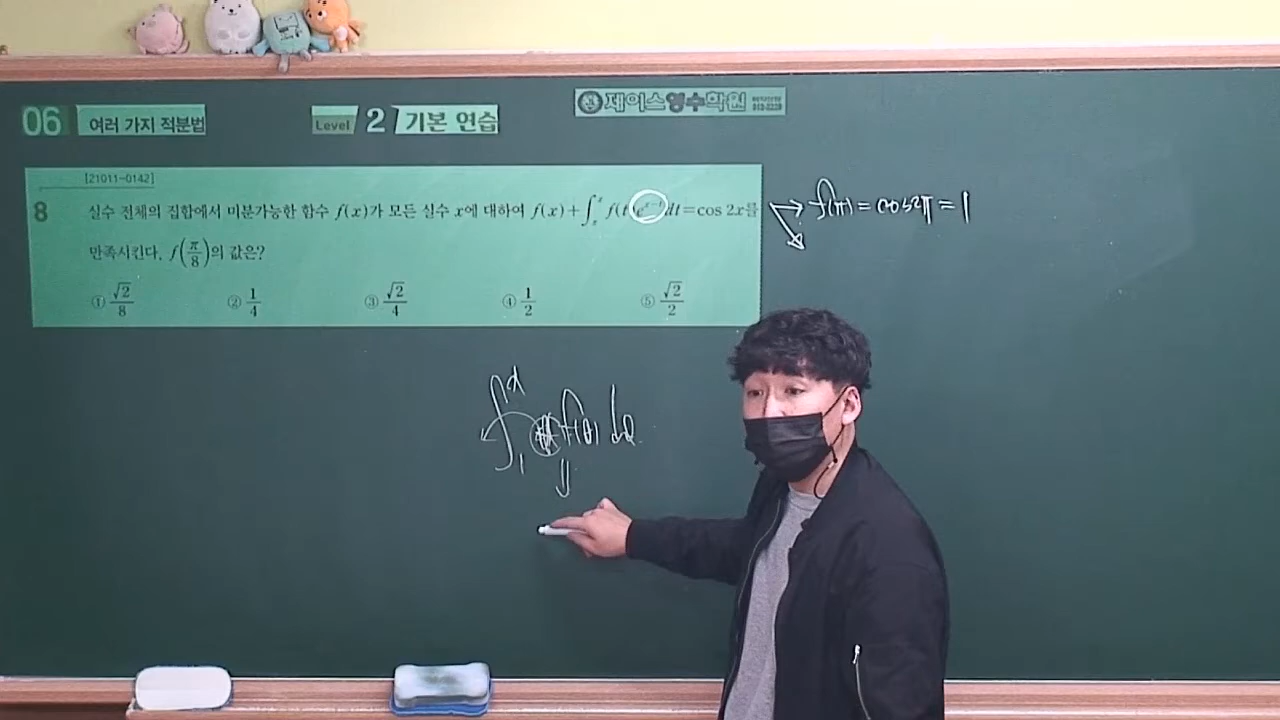 06 여러 가지 적분법 Level 2 기본 연습 제이스영수학원
[21011-0142]
8 실수 전체의 집합에서 미분가능한 함수 f(x)가 모든 실수 x에 대하여 f(x)+∫_π^x f(t)e^{x-t}dt=cos 2x를
만족시킨다. f(π/8)의 값은?
① √2/8 ② 1/4 ③ √2/4 ④ 1/2 ⑤ √2/2
f(π) = cos2π = 1